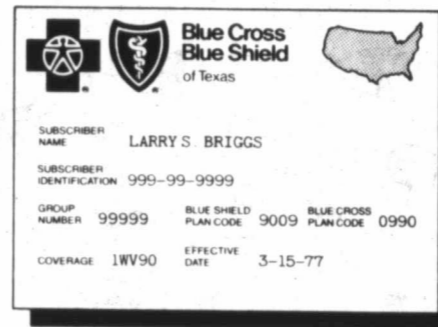 Blue Cross
Blue Shield
of Texas
SUBSCRIBER
NAME LARRY S. BRIGGS
SUBSCRIBER
IDENTIFICATION 999-99-9999
GROUP
NUMBER 99999 BLUE SHIELD
PLAN CODE 9009 BLUE CROSS
PLAN CODE 0990
COVERAGE 1WV90 EFFECTIVE
DATE 3-15-77